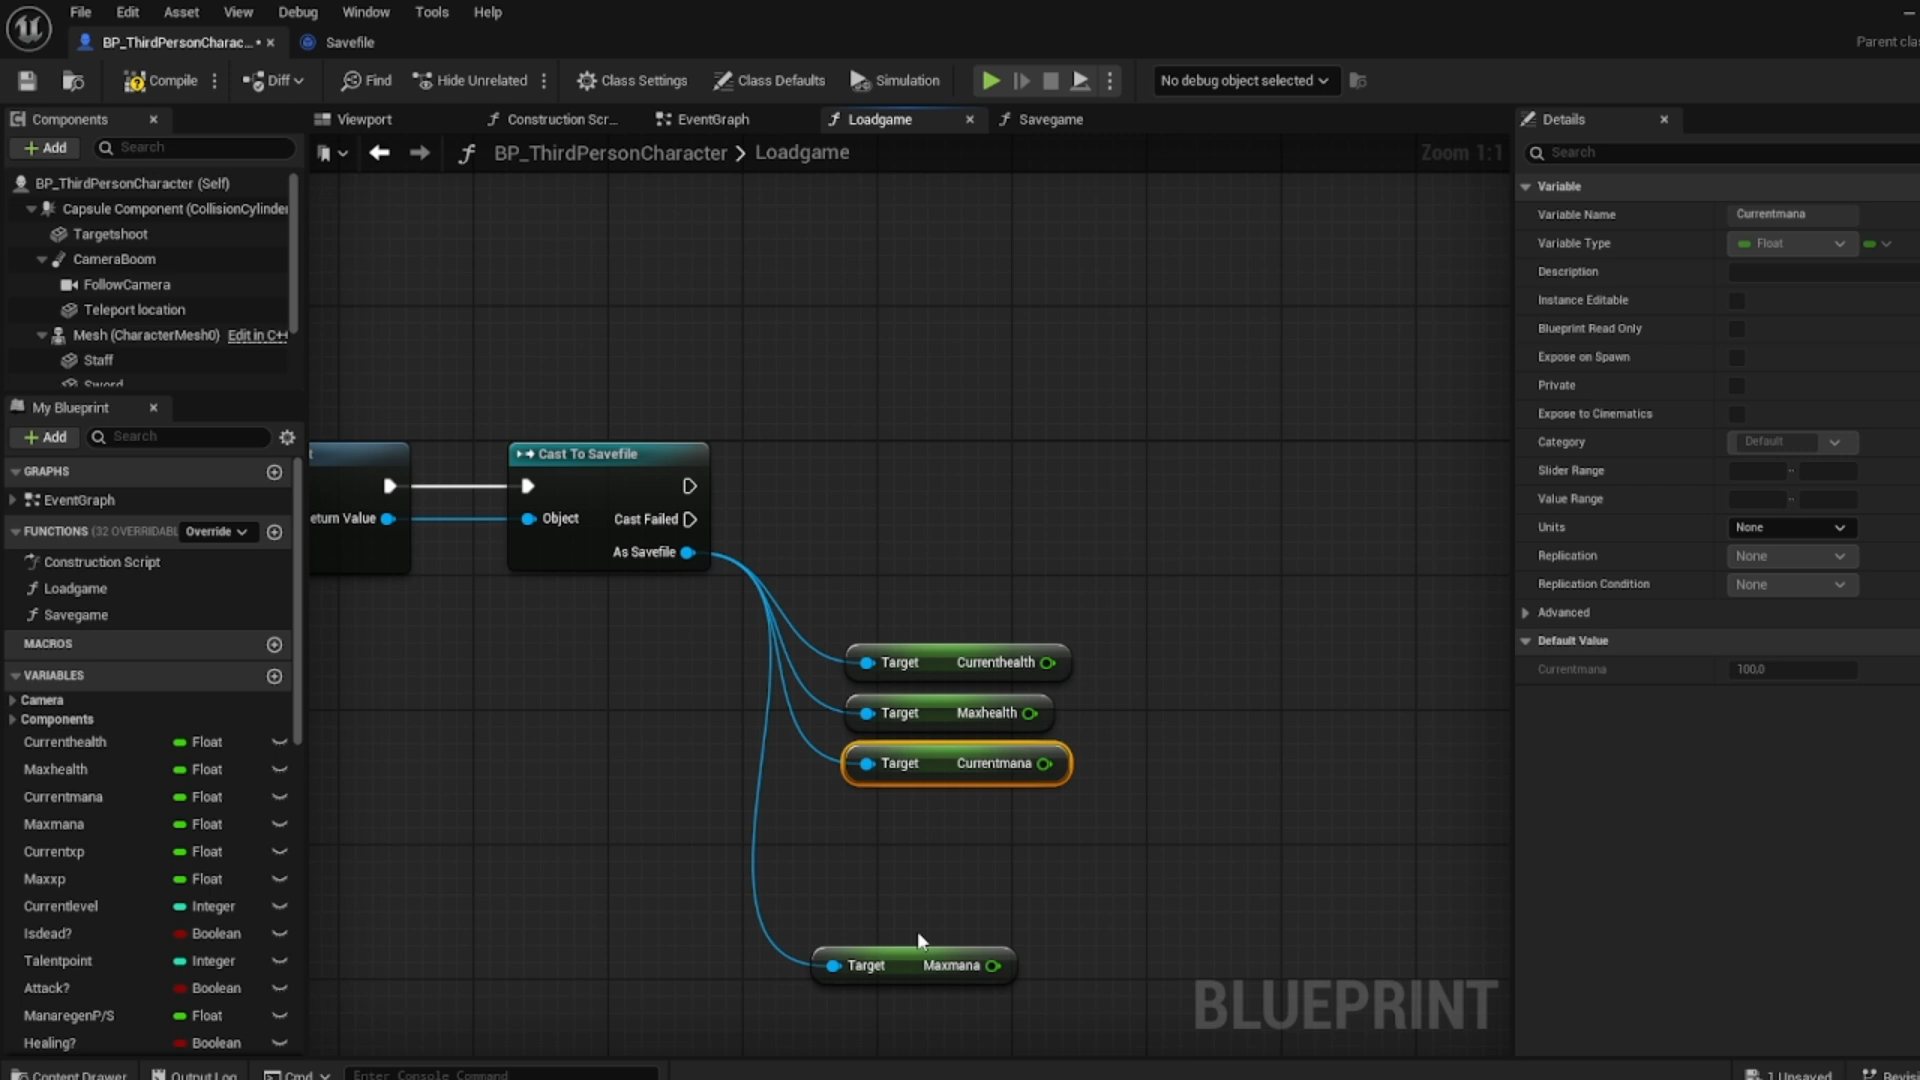 File Edit Asset View Debug Window Tools Help
BP_ThirdPersonCharac... • Savefile
Parent clas
Compile Diff Find Hide Unrelated Class Settings Class Defaults Simulation No debug object selected
Components
Add Search
BP_ThirdPersonCharacter (Self)
Capsule Component (CollisionCylinder
Targetshoot
CameraBoom
FollowCamera
Teleport location
Mesh (CharacterMesh0) Edit in C++
Staff
Sword
My Blueprint
Add Search
GRAPHS
EventGraph
FUNCTIONS (32 OVERRIDABL Override
Construction Script
Loadgame
Savegame
MACROS
VARIABLES
Camera
Components
Currenthealth Float
Maxhealth Float
Currentmana Float
Maxmana Float
Currentxp Float
Maxxp Float
Currentlevel Integer
Isdead? Boolean
Talentpoint Integer
Attack? Boolean
ManaregenP/S Float
Healing? Boolean
Viewport Construction Scr... EventGraph Loadgame Savegame
BP_ThirdPersonCharacter > Loadgame
Zoom 1:1
t
eturn Value
Cast To Savefile
Object
Cast Failed
As Savefile
Target Currenthealth
Target Maxhealth
Target Currentmana
Target Maxmana
BLUEPRINT
Details
Search
Variable
Variable Name Currentmana
Variable Type Float
Description
Instance Editable
Blueprint Read Only
Expose on Spawn
Private
Expose to Cinematics
Category Default
Slider Range ..
Value Range ..
Units None
Replication None
Replication Condition None
Advanced
Default Value
Currentmana 100,0
Content Drawer Output Log Cmd Enter Console Command
1 Unsaved Revisi